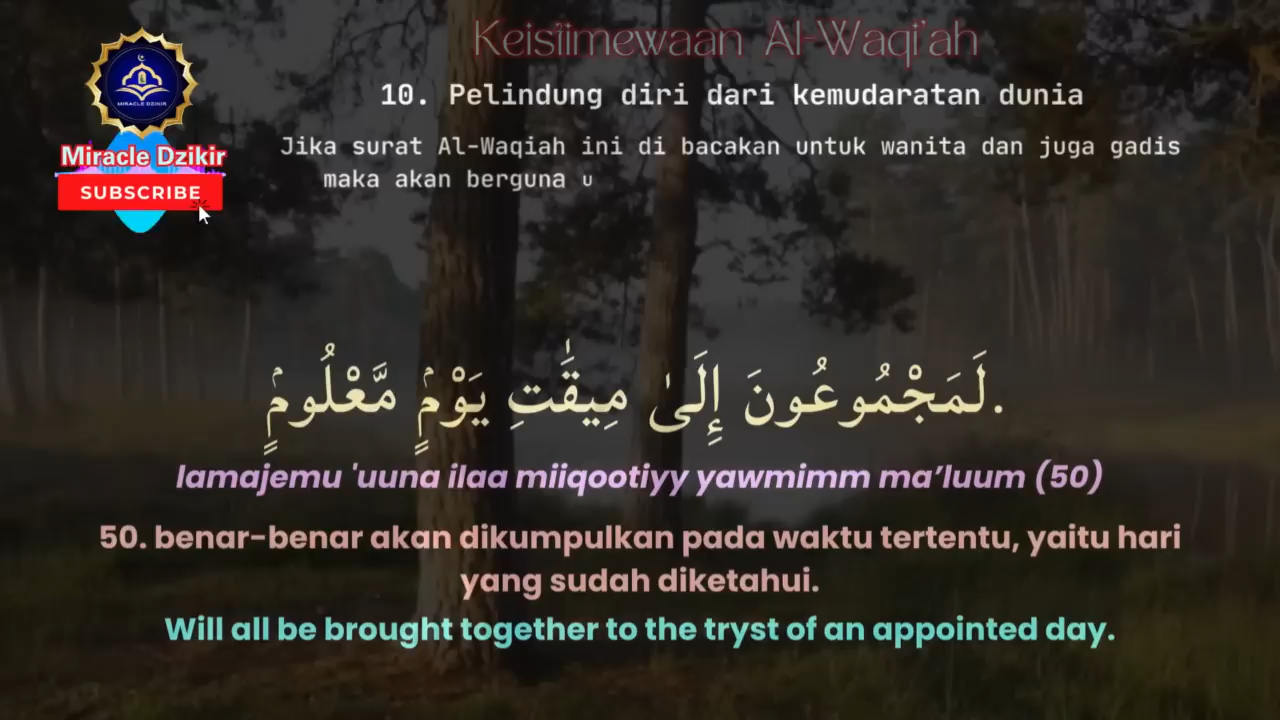 Keistimewaan Al-Waqi'ah
10. Pelindung diri dari kemudaratan dunia
Jika surat Al-Waqiah ini di bacakan untuk wanita dan juga gadis
maka akan berguna u
MIRACLE DZIKIR
Miracle Dzikir
SUBSCRIBE
لَمَجْمُوعُونَ إِلَىٰ مِيقَٰتِ يَوْمٍۢ مَّعْلُومٍۢ.
lamajemu 'uuna ilaa miiqootiyy yawmimm ma’luum (50)
50. benar-benar akan dikumpulkan pada waktu tertentu, yaitu hari
yang sudah diketahui.
Will all be brought together to the tryst of an appointed day.